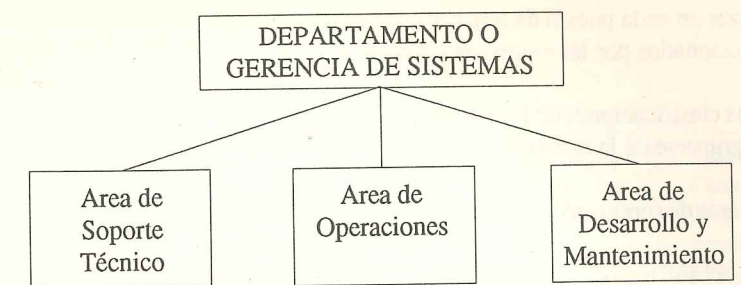 DEPARTAMENTO O
GERENCIA DE SISTEMAS
Area de
Soporte
Técnico
Area de
Operaciones
Area de
Desarrollo y
Mantenimiento